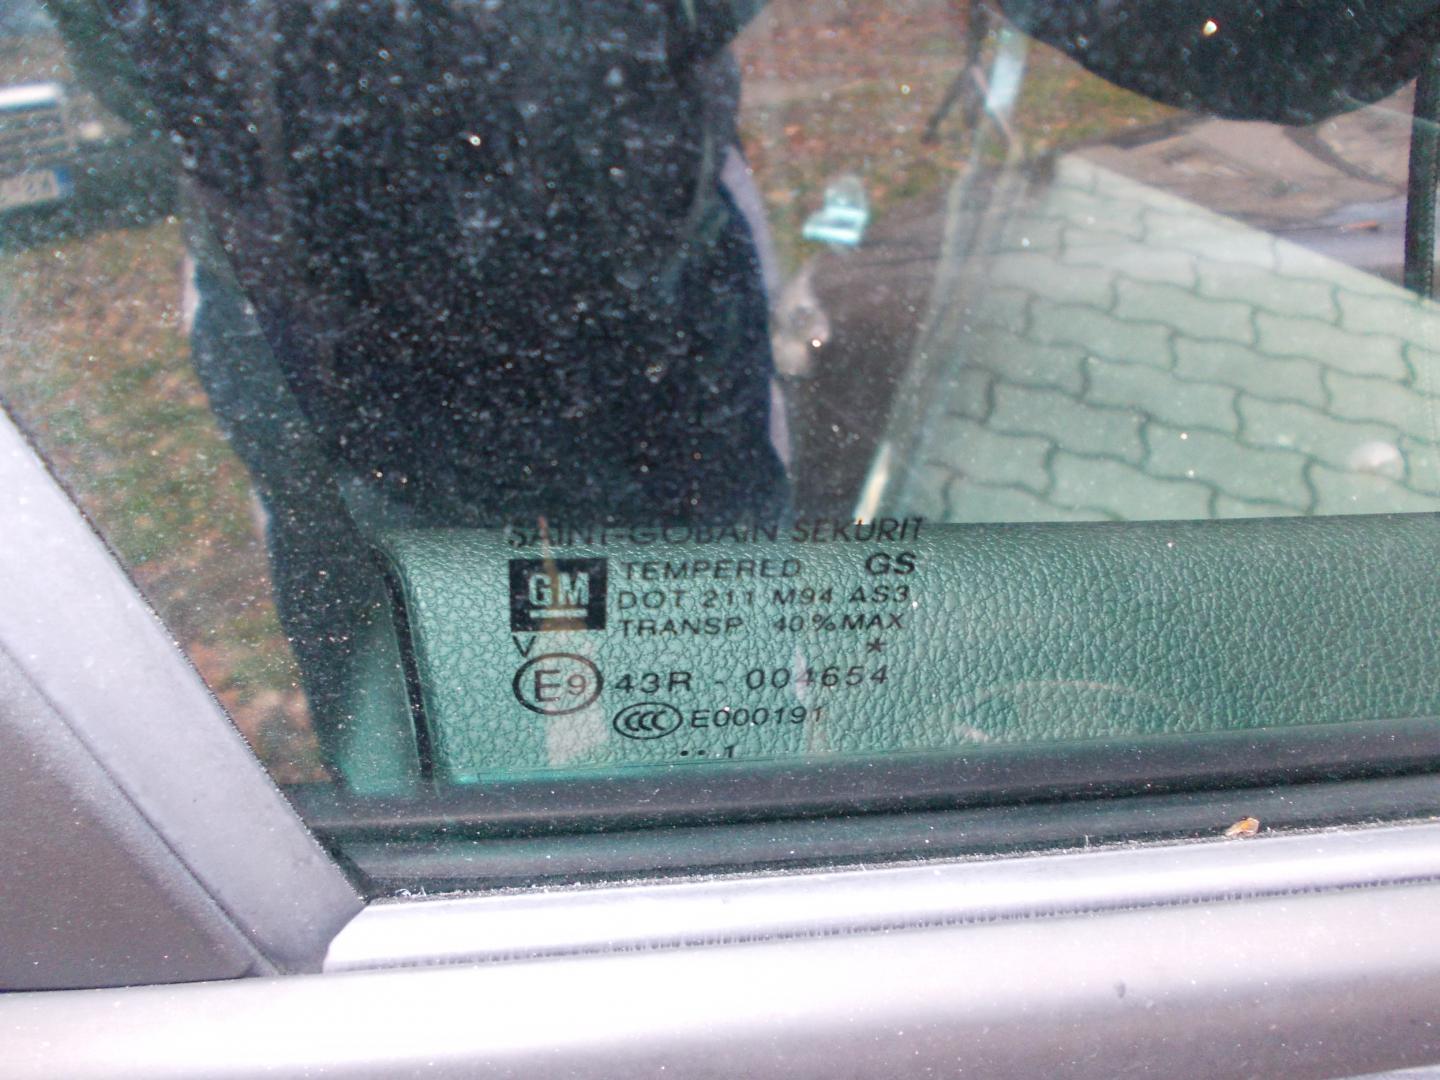 SAINT-GOBAIN SEKURIT
GM TEMPERED GS
DOT 211 M94 AS3
TRANSP 40%MAX
V *
E9 43R - 004654
CCC E000191
•• 1